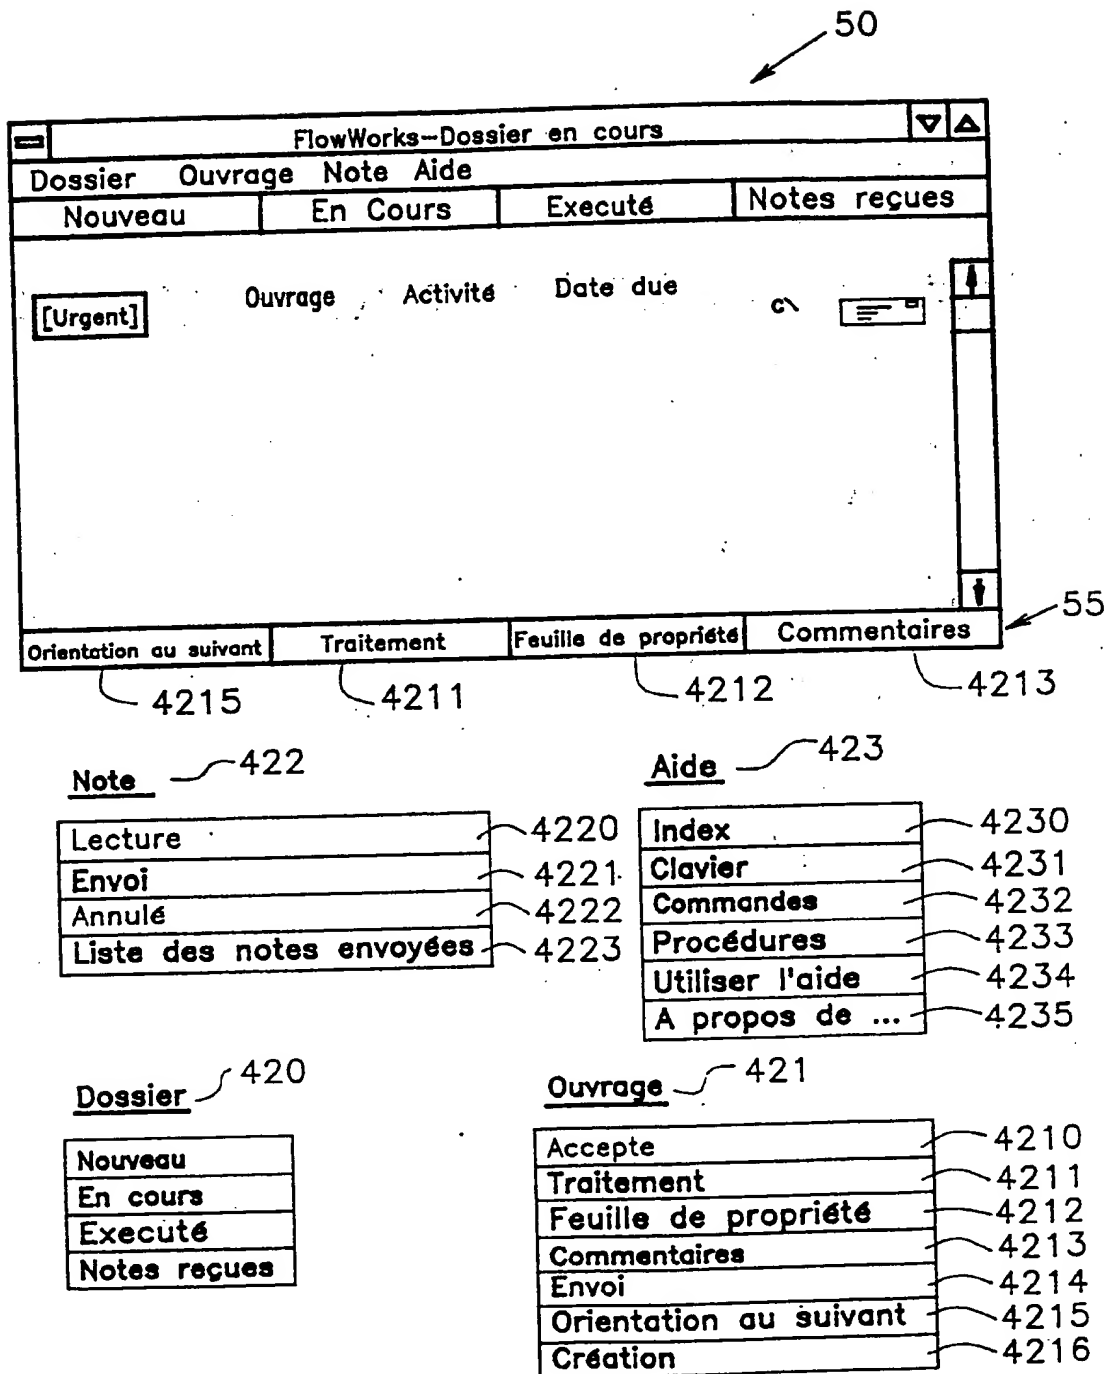 50
FlowWorks-Dossier en cours
Dossier Ouvrage Note Aide
Nouveau En Cours Executé Notes reçues
Ouvrage Activité Date due
[Urgent] c\
55
Orientation au suivant Traitement Feuille de propriété Commentaires
4215 4211 4212 4213
Note 422
Lecture 4220
Envoi 4221
Annulé 4222
Liste des notes envoyées 4223
Aide 423
Index 4230
Clavier 4231
Commandes 4232
Procédures 4233
Utiliser l'aide 4234
A propos de ... 4235
Dossier 420
Nouveau
En cours
Executé
Notes reçues
Ouvrage 421
Accepte 4210
Traitement 4211
Feuille de propriété 4212
Commentaires 4213
Envoi 4214
Orientation au suivant 4215
Création 4216